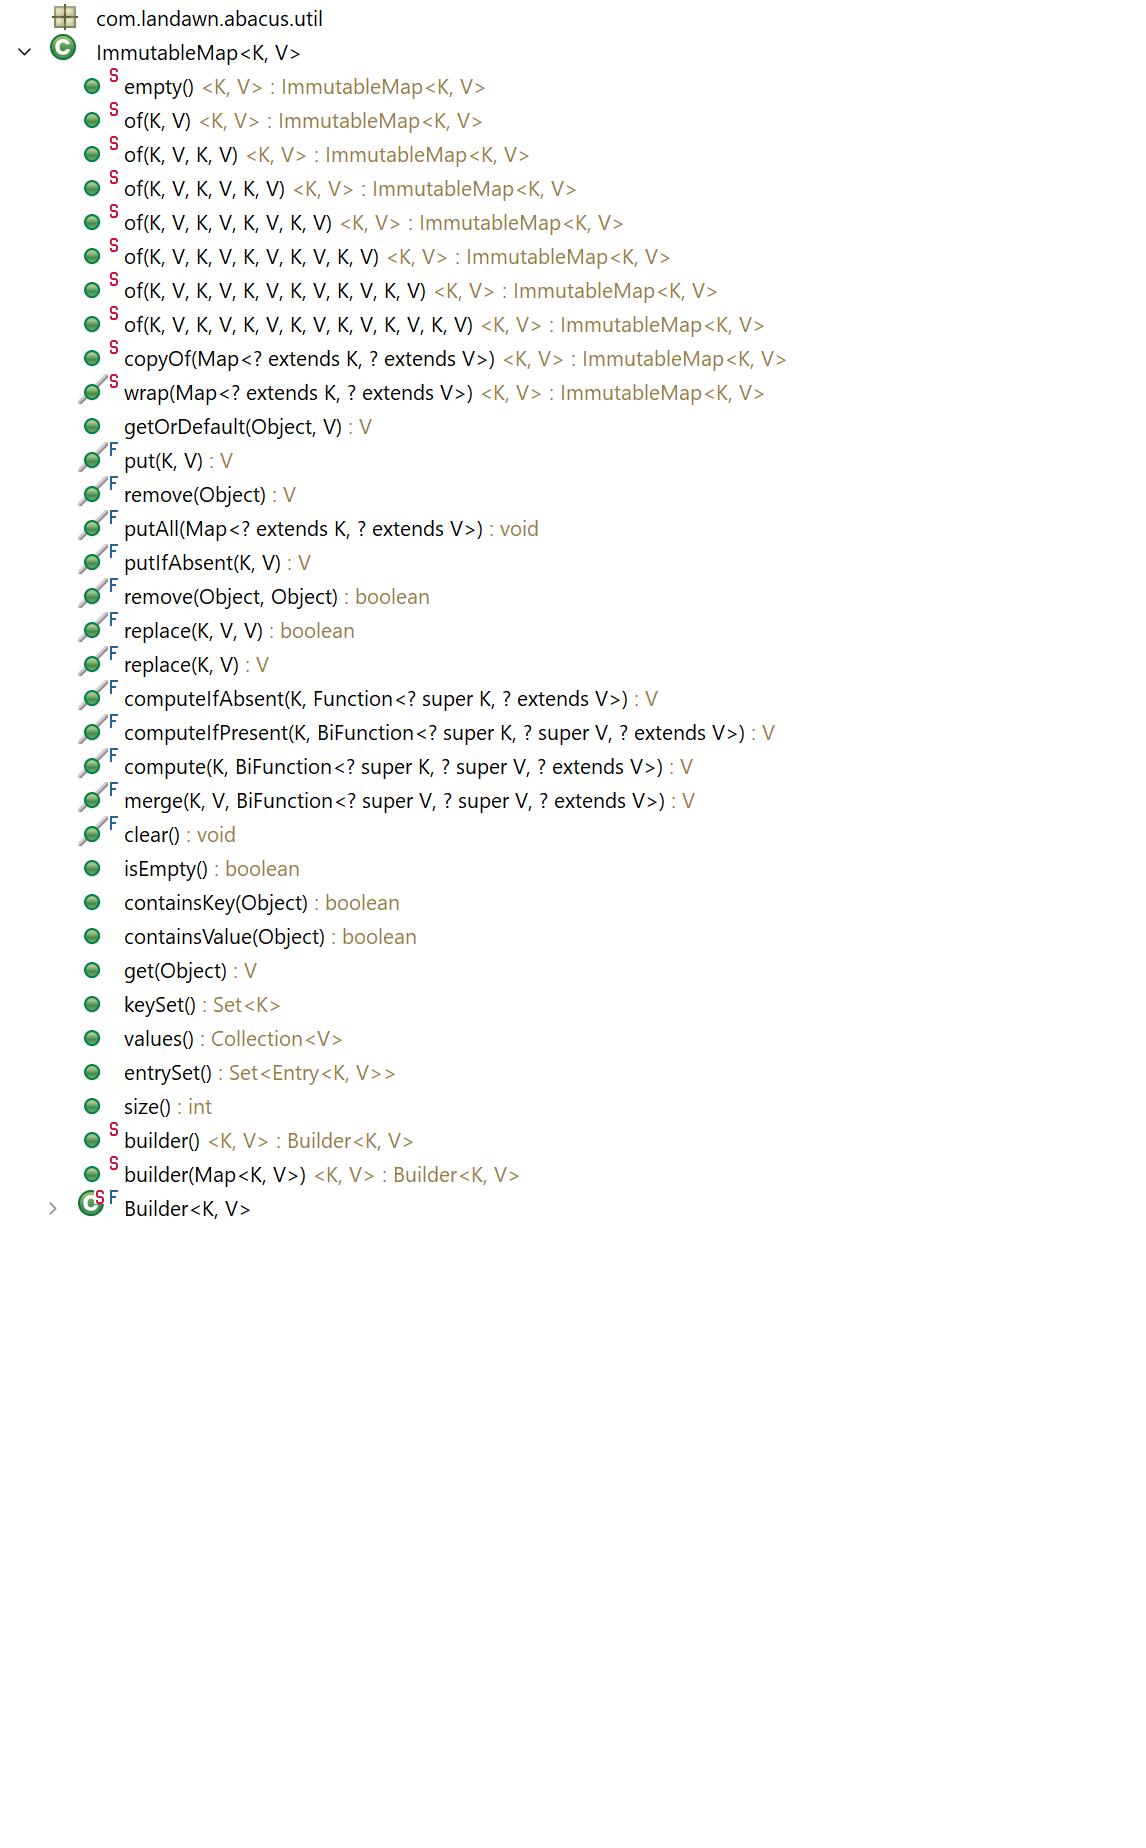 com.landawn.abacus.util
ImmutableMap<K, V>
empty() <K, V> : ImmutableMap<K, V>
of(K, V) <K, V> : ImmutableMap<K, V>
of(K, V, K, V) <K, V> : ImmutableMap<K, V>
of(K, V, K, V, K, V) <K, V> : ImmutableMap<K, V>
of(K, V, K, V, K, V, K, V) <K, V> : ImmutableMap<K, V>
of(K, V, K, V, K, V, K, V, K, V) <K, V> : ImmutableMap<K, V>
of(K, V, K, V, K, V, K, V, K, V, K, V) <K, V> : ImmutableMap<K, V>
of(K, V, K, V, K, V, K, V, K, V, K, V, K, V) <K, V> : ImmutableMap<K, V>
copyOf(Map<? extends K, ? extends V>) <K, V> : ImmutableMap<K, V>
wrap(Map<? extends K, ? extends V>) <K, V> : ImmutableMap<K, V>
getOrDefault(Object, V) : V
put(K, V) : V
remove(Object) : V
putAll(Map<? extends K, ? extends V>) : void
putIfAbsent(K, V) : V
remove(Object, Object) : boolean
replace(K, V, V) : boolean
replace(K, V) : V
computeIfAbsent(K, Function<? super K, ? extends V>) : V
computeIfPresent(K, BiFunction<? super K, ? super V, ? extends V>) : V
compute(K, BiFunction<? super K, ? super V, ? extends V>) : V
merge(K, V, BiFunction<? super V, ? super V, ? extends V>) : V
clear() : void
isEmpty() : boolean
containsKey(Object) : boolean
containsValue(Object) : boolean
get(Object) : V
keySet() : Set<K>
values() : Collection<V>
entrySet() : Set<Entry<K, V>>
size() : int
builder() <K, V> : Builder<K, V>
builder(Map<K, V>) <K, V> : Builder<K, V>
Builder<K, V>